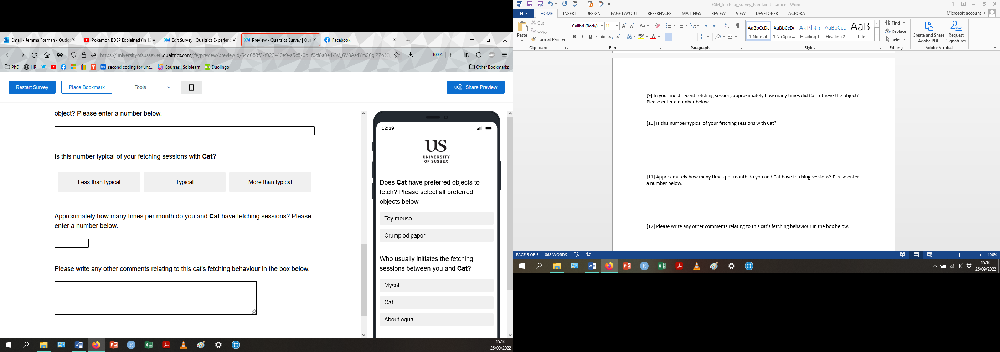 Email - Jemma Forman - Outlo
Pokemon BDSP Explained (in 12
XM Edit Survey | Qualtrics Experienc
XM Preview - Qualtrics Survey | Qua
Facebook
https://universityofsussex.eu.qualtrics.com/jfe/preview/previewId/64d683f2-f023-40e9-a5c8-0b1f0cf8a0e4/SV_6V8As4Ym26gi2Zo?Q
100%
ABP
PhD
HR
box second coding for uns...
Courses | Sololearn
Duolingo
Other Bookmarks
Restart Survey
Place Bookmark
Tools
Share Preview
object? Please enter a number below.
Is this number typical of your fetching sessions with Cat?
Less than typical
Typical
More than typical
Approximately how many times per month do you and Cat have fetching sessions? Please
enter a number below.
Please write any other comments relating to this cat's fetching behaviour in the box below.
12:29
US
UNIVERSITY
OF SUSSEX
Does Cat have preferred objects to
fetch? Please select all preferred
objects below.
Toy mouse
Crumpled paper
Who usually initiates the fetching
sessions between you and Cat?
Myself
Cat
About equal
15:10
26/09/2022
ESM_fetching_survey_handwritten.docx - Word
FILE HOME INSERT DESIGN PAGE LAYOUT REFERENCES MAILINGS REVIEW VIEW DEVELOPER ACROBAT
Microsoft account
Paste
Cut
Copy
Format Painter
Clipboard
Calibri (Body) 11
Font
Paragraph
AaBbCcDc AaBbCcDc AaBbCc AaBbCcD AaBl
¶ Normal ¶ No Spac... Heading 1 Heading 2 Title
Styles
Find
Replace
Select
Editing
Create and Share
Adobe PDF
Request
Signatures
Adobe Acrobat
[9] In your most recent fetching session, approximately how many times did Cat retrieve the object?
Please enter a number below.
[10] Is this number typical of your fetching sessions with Cat?
[11] Approximately how many times per month do you and Cat have fetching sessions? Please enter
a number below.
[12] Please write any other comments relating to this cat's fetching behaviour in the box below.
PAGE 5 OF 5 868 WORDS
100%
15:10
26/09/2022